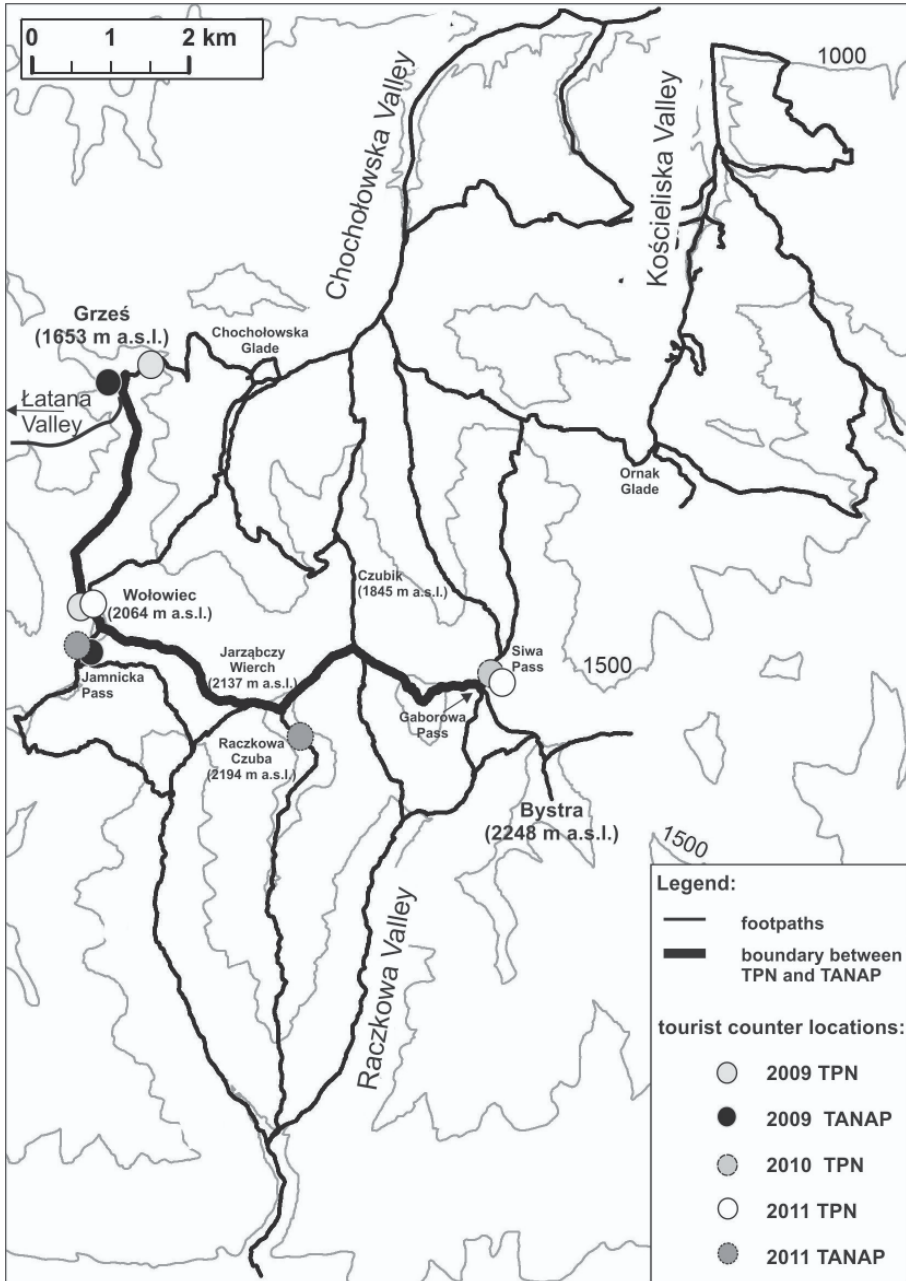 0 1 2 km
Chochołowska Valley
Kościeliska Valley
1000
Grześ
(1653 m a.s.l.)
Chochołowska
Glade
Łatana
Valley
Ornak
Glade
Wołowiec
(2064 m a.s.l.)
Czubik
(1845 m a.s.l.)
Jarząbczy
Wierch
(2137 m a.s.l.)
Siwa
Pass
1500
Jamnicka
Pass
Gaborowa
Pass
Raczkowa
Czuba
(2194 m a.s.l.)
Bystra
(2248 m a.s.l.)
1500
Raczkowa Valley
Legend:
footpaths
boundary between
TPN and TANAP
tourist counter locations:
2009 TPN
2009 TANAP
2010 TPN
2011 TPN
2011 TANAP